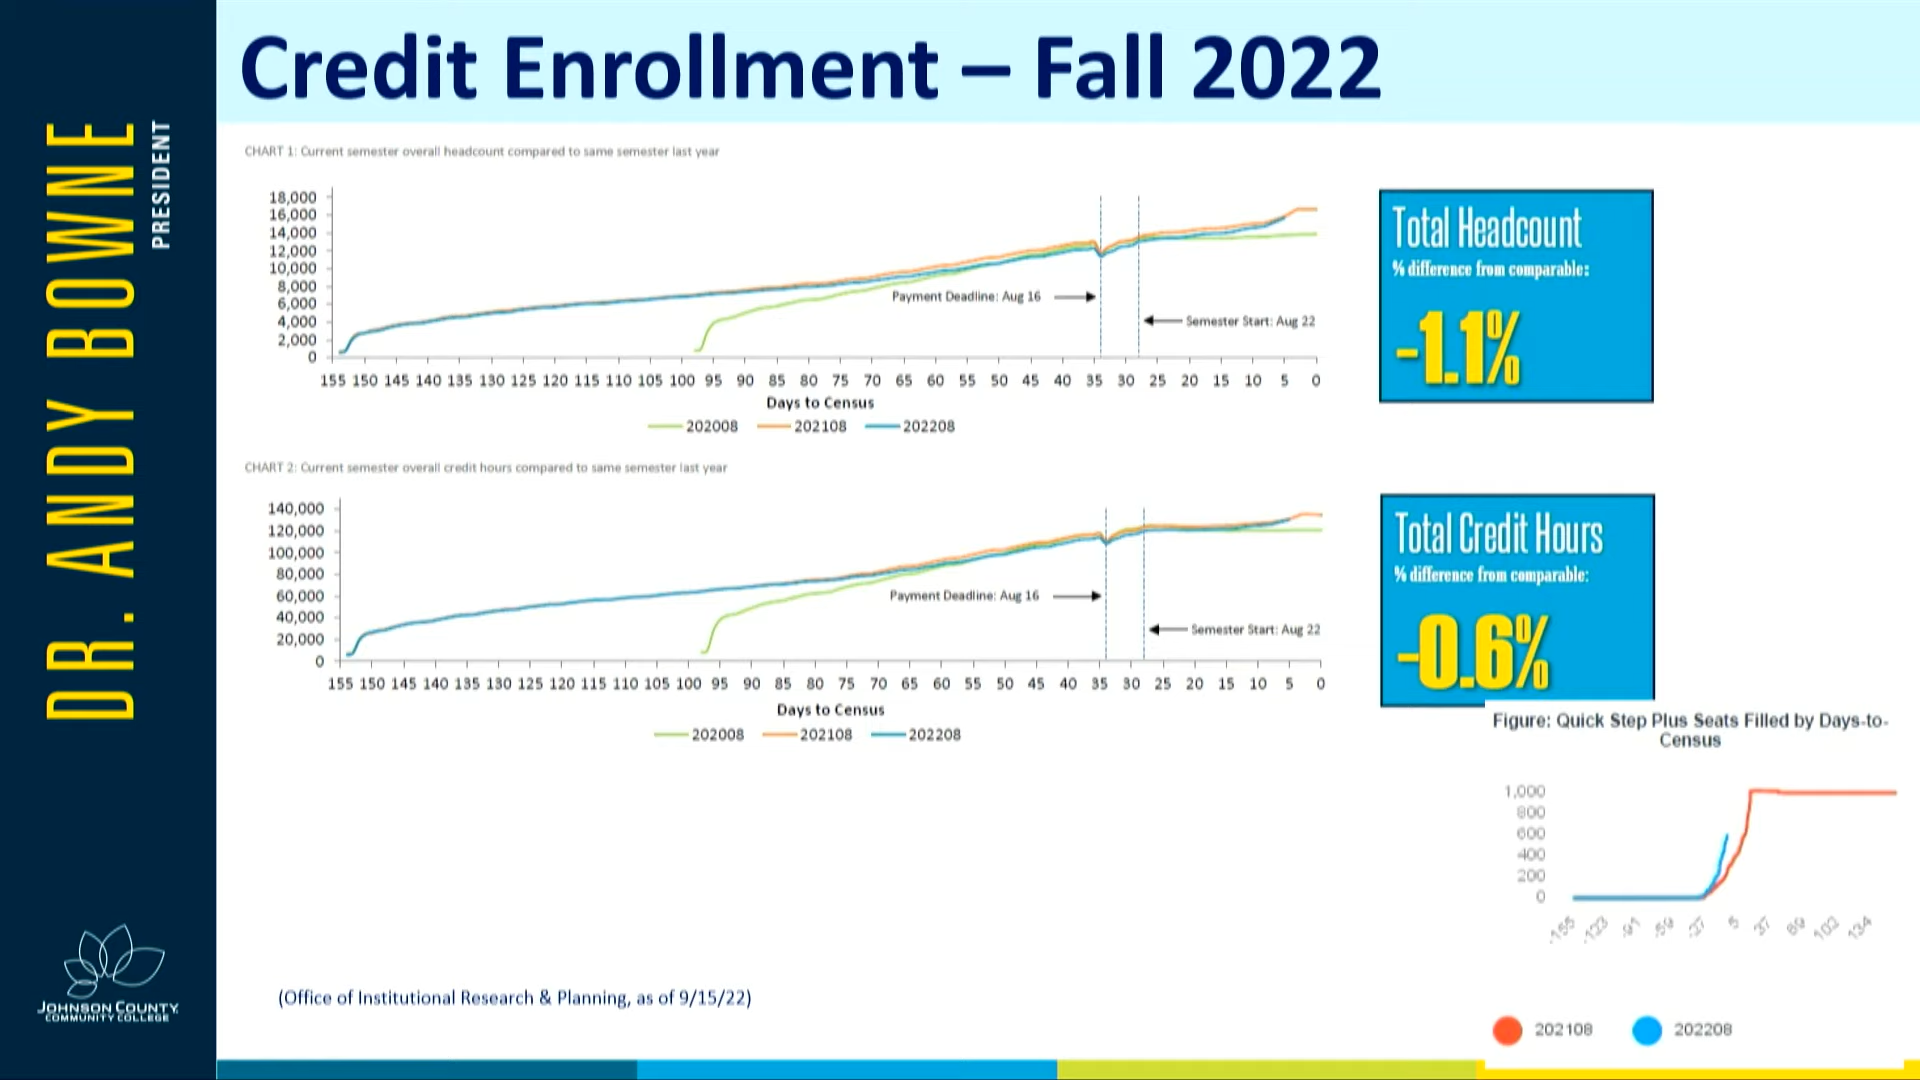 Credit Enrollment – Fall 2022
DR. ANDY BOWNE
PRESIDENT
CHART 1: Current semester overall headcount compared to same semester last year
18,000
16,000
14,000
12,000
10,000
8,000
6,000
4,000
2,000
0
Payment Deadline: Aug 16
Semester Start: Aug 22
155 150 145 140 135 130 125 120 115 110 105 100 95 90 85 80 75 70 65 60 55 50 45 40 35 30 25 20 15 10 5 0
Days to Census
202008 202108 202208
Total Headcount
% difference from comparable:
-1.1%
CHART 2: Current semester overall credit hours compared to same semester last year
140,000
120,000
100,000
80,000
60,000
40,000
20,000
0
Payment Deadline: Aug 16
Semester Start: Aug 22
155 150 145 140 135 130 125 120 115 110 105 100 95 90 85 80 75 70 65 60 55 50 45 40 35 30 25 20 15 10 5 0
Days to Census
202008 202108 202208
Total Credit Hours
% difference from comparable:
-0.6%
Figure: Quick Step Plus Seats Filled by Days-to-
Census
1,000
800
600
400
200
0
-155 -123 -91 -59 -27 5 37 69 102 134
202108 202208
(Office of Institutional Research & Planning, as of 9/15/22)
JOHNSON COUNTY
COMMUNITY COLLEGE